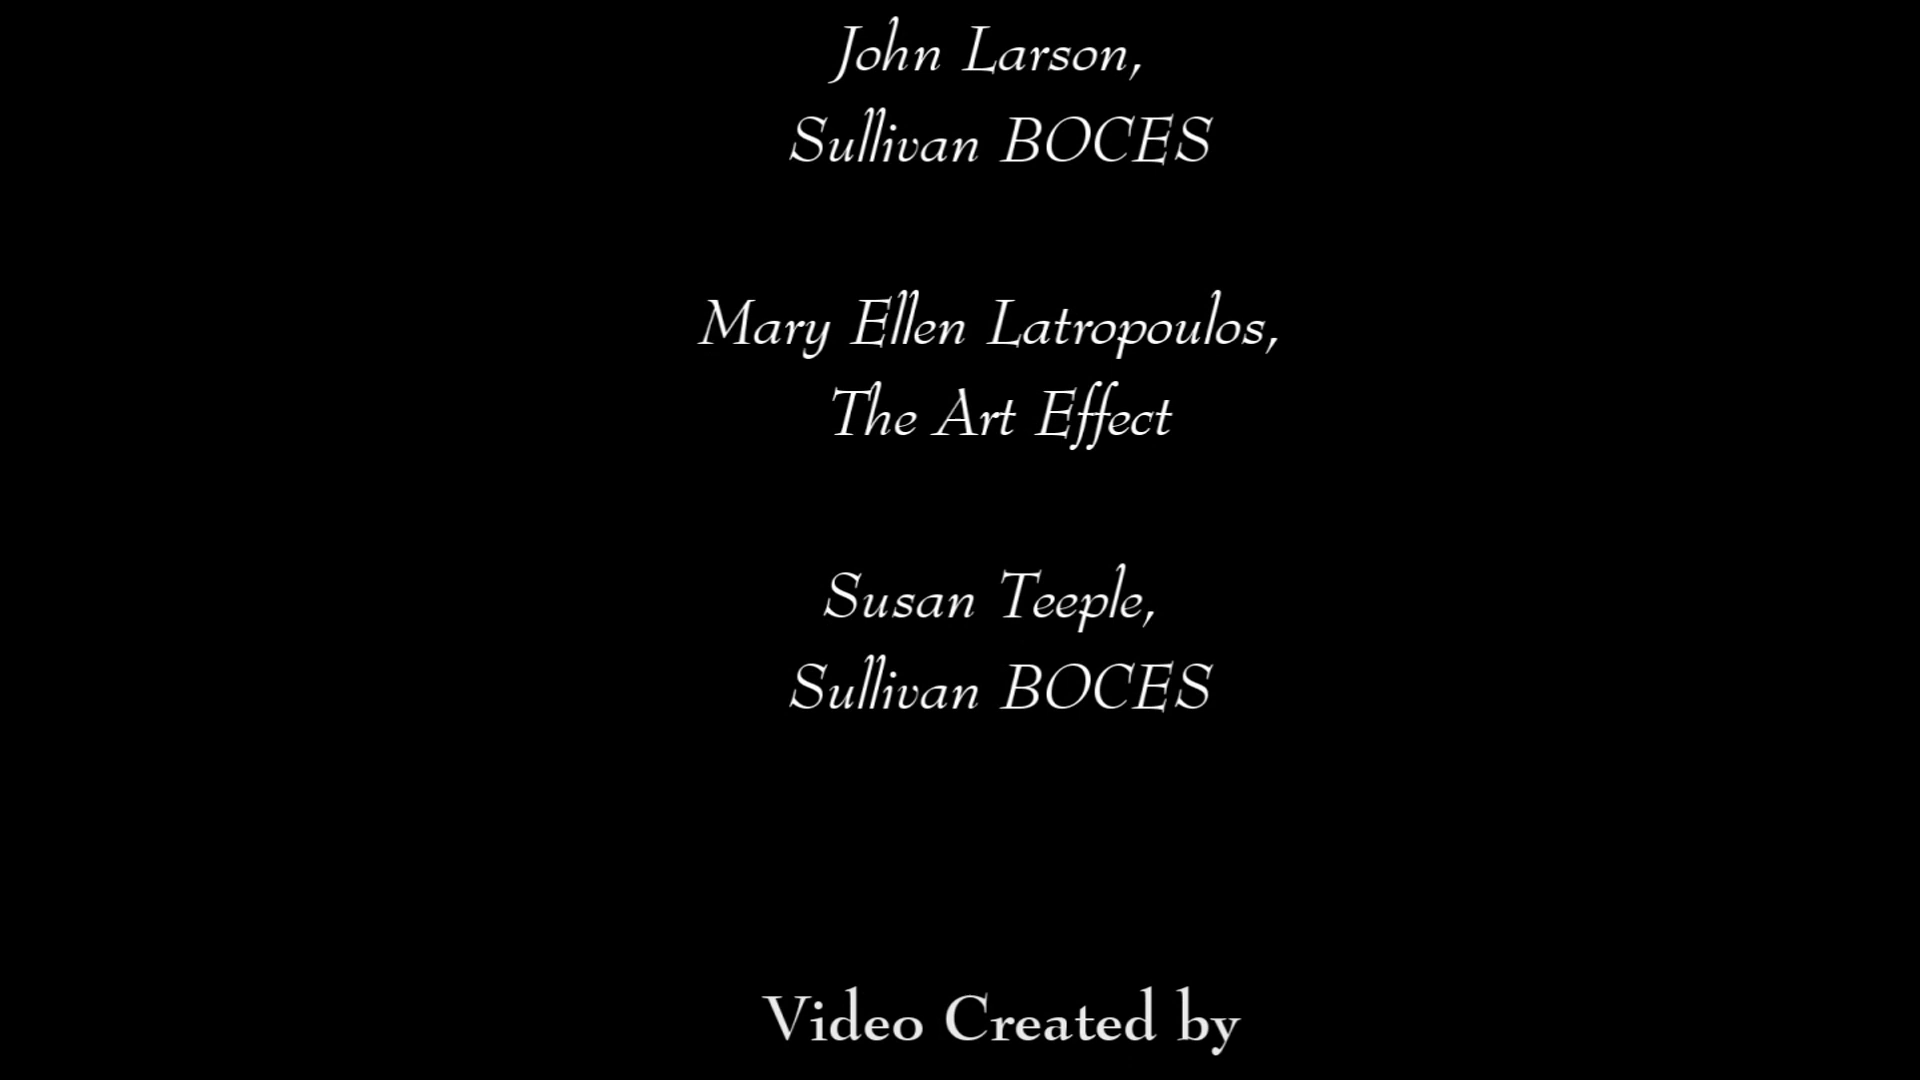 John Larson,
Sullivan BOCES
Mary Ellen Latropoulos,
The Art Effect
Susan Teeple,
Sullivan BOCES
Video Created by